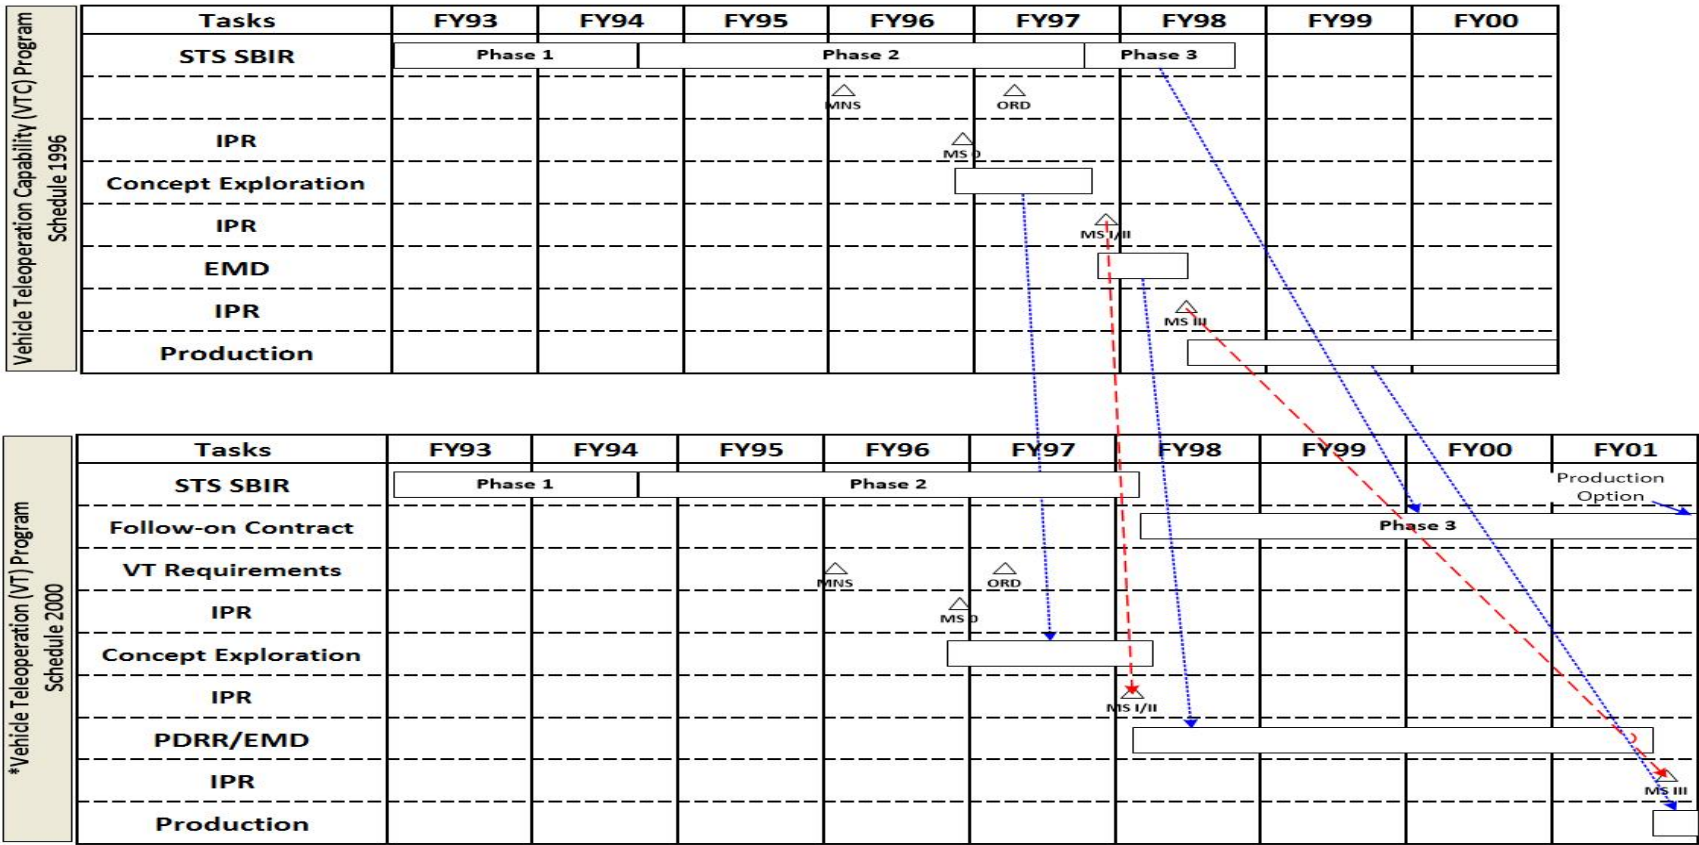 Vehicle Teleoperation Capability (VTC) Program
Schedule 1996
Tasks FY93 FY94 FY95 FY96 FY97 FY98 FY99 FY00
STS SBIR Phase 1 Phase 2 Phase 3
MNS ORD
IPR
MS 0
Concept Exploration
IPR
MS I/II
EMD
IPR
MS III
Production
*Vehicle Teleoperation (VT) Program
Schedule 2000
Tasks FY93 FY94 FY95 FY96 FY97 FY98 FY99 FY00 FY01
STS SBIR Phase 1 Phase 2
Production
Option
Follow-on Contract Phase 3
VT Requirements
MNS ORD
IPR
MS 0
Concept Exploration
IPR
MS I/II
PDRR/EMD
IPR
MS III
Production